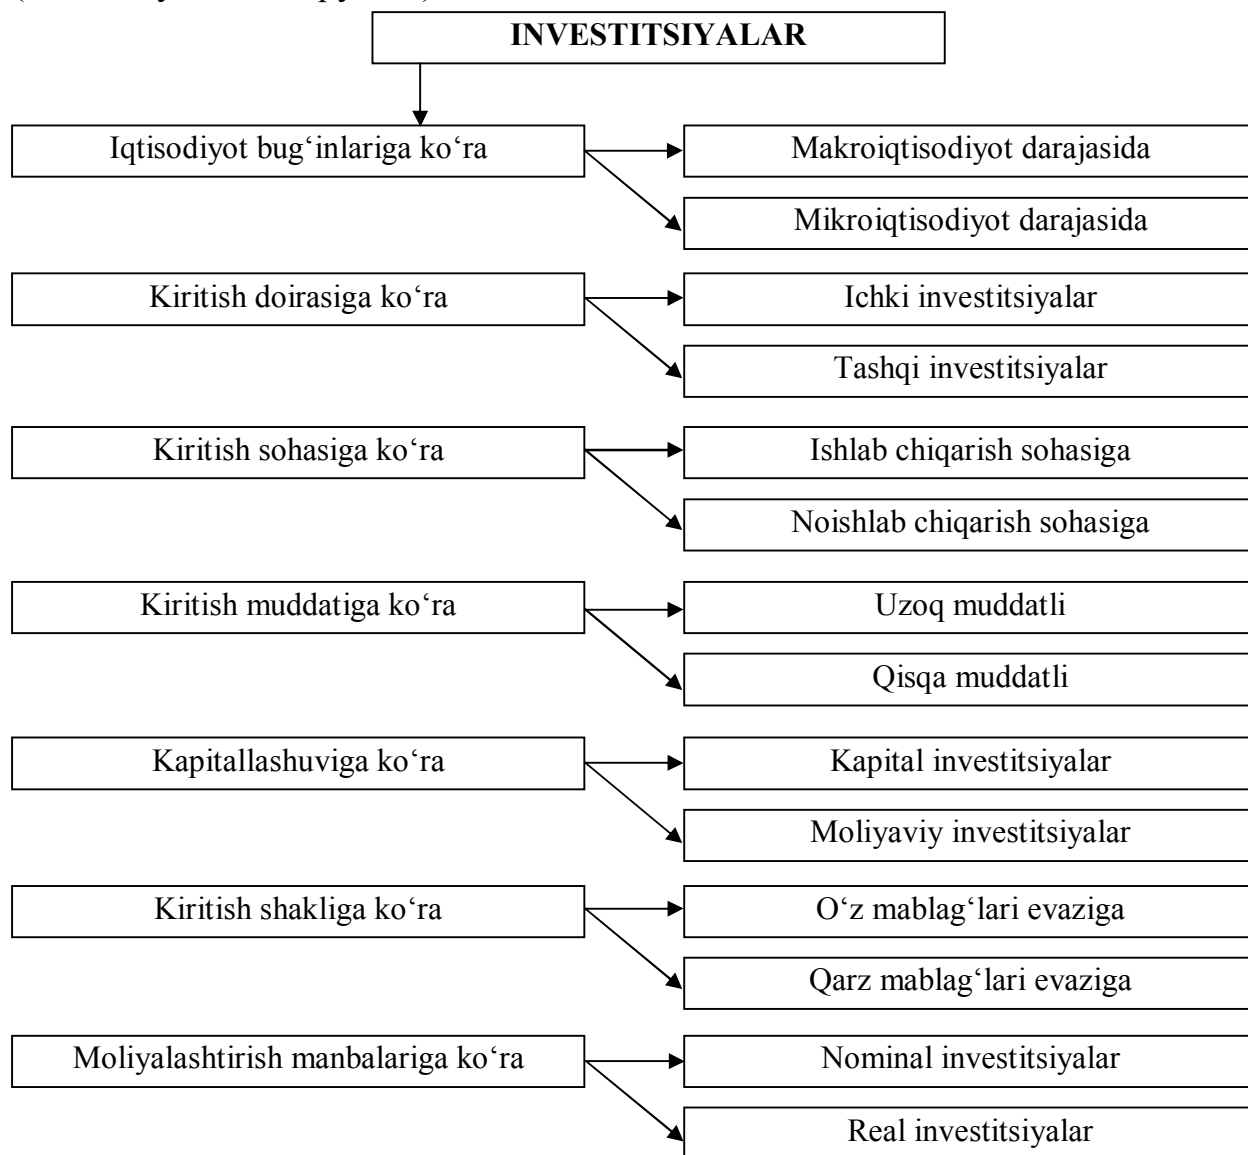 INVESTITSIYALAR
Iqtisodiyot bug‘inlariga ko‘ra
Makroiqtisodiyot darajasida
Mikroiqtisodiyot darajasida
Kiritish doirasiga ko‘ra
Ichki investitsiyalar
Tashqi investitsiyalar
Kiritish sohasiga ko‘ra
Ishlab chiqarish sohasiga
Noishlab chiqarish sohasiga
Kiritish muddatiga ko‘ra
Uzoq muddatli
Qisqa muddatli
Kapitallashuviga ko‘ra
Kapital investitsiyalar
Moliyaviy investitsiyalar
Kiritish shakliga ko‘ra
O‘z mablag‘lari evaziga
Qarz mablag‘lari evaziga
Moliyalashtirish manbalariga ko‘ra
Nominal investitsiyalar
Real investitsiyalar